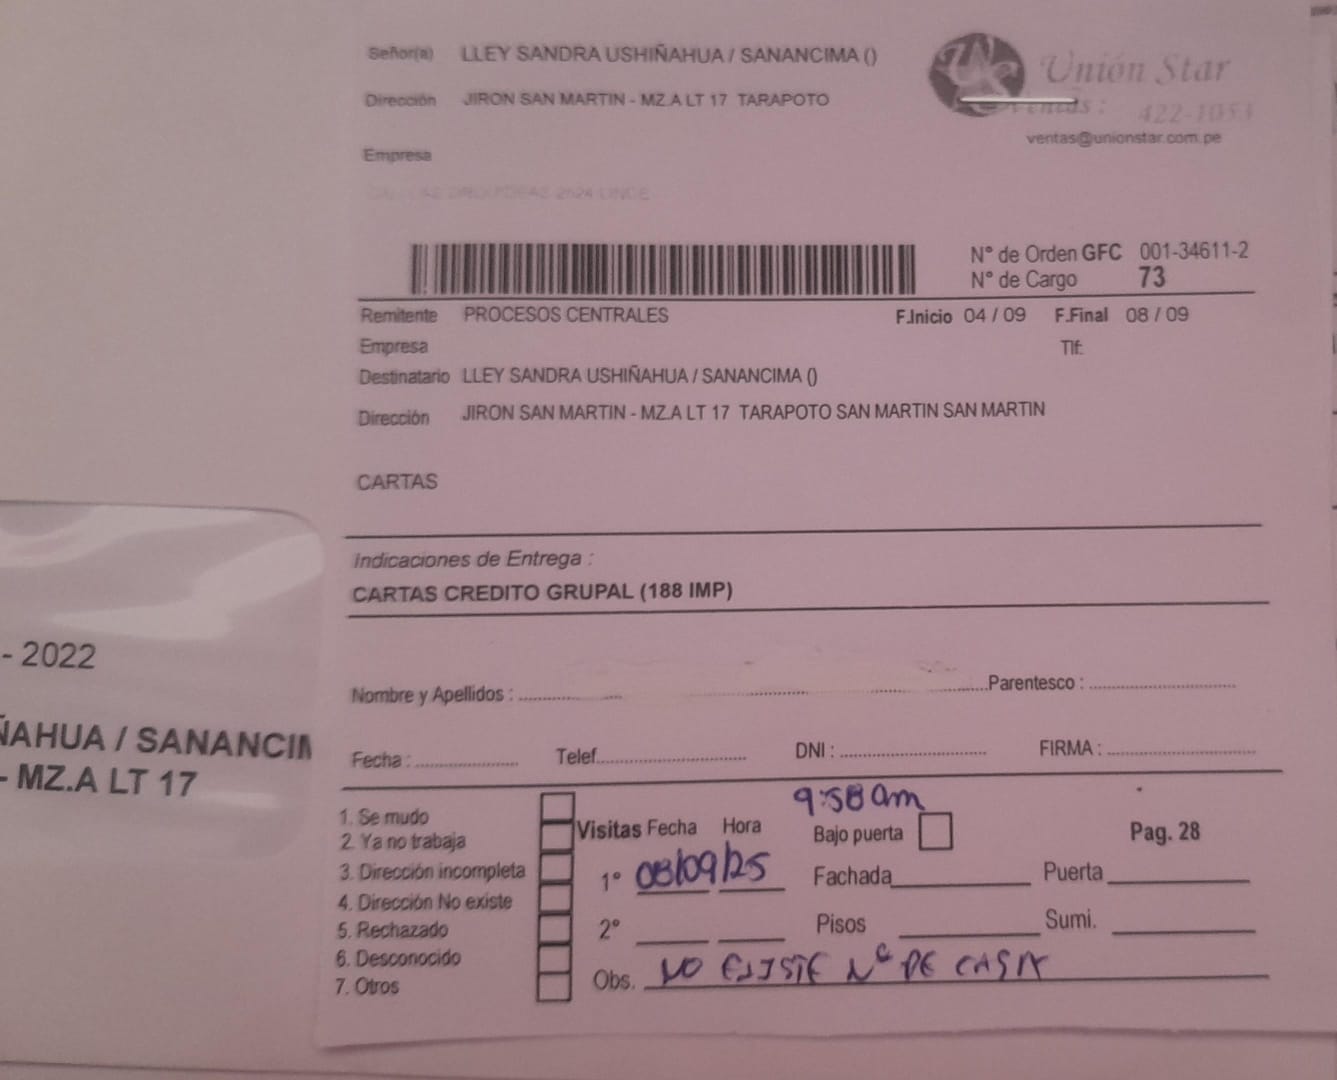 Señor(a) LLEY SANDRA USHIÑAHUA / SANANCIMA ()
Unión Star
Dirección JIRON SAN MARTIN - MZ.A LT 17 TARAPOTO
Ventas: 422-1053
ventas@unionstar.com.pe
Empresa
N° de Orden GFC 001-34611-2
N° de Cargo 73
Remitente PROCESOS CENTRALES F.Inicio 04 / 09 F.Final 08 / 09
Empresa Tlf:
Destinatario LLEY SANDRA USHIÑAHUA / SANANCIMA ()
Dirección JIRON SAN MARTIN - MZ.A LT 17 TARAPOTO SAN MARTIN SAN MARTIN
CARTAS
Indicaciones de Entrega :
CARTAS CREDITO GRUPAL (188 IMP)
- 2022
ÑAHUA / SANANCIM
- MZ.A LT 17
Nombre y Apellidos : Parentesco :
Fecha : Telef. DNI : FIRMA :
1. Se mudo
2. Ya no trabaja
3. Dirección incompleta
4. Dirección No existe
5. Rechazado
6. Desconocido
7. Otros
9:58 am
Visitas Fecha Hora Bajo puerta Pag. 28
1° 08/09/25 Fachada Puerta
2° Pisos Sumi.
Obs. NO EXISTE N° DE CASA